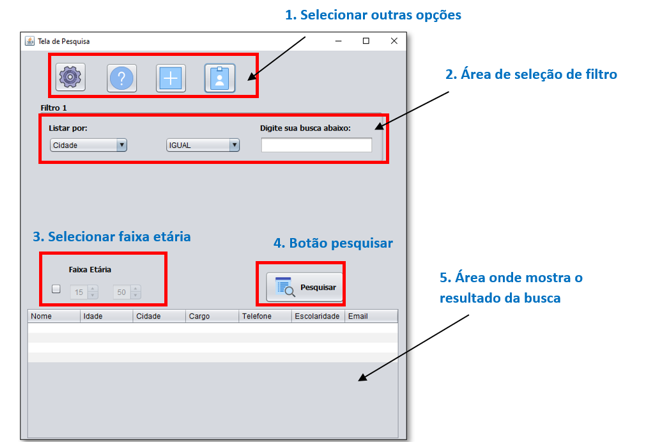 1. Selecionar outras opções
Tela de Pesquisa
2. Área de seleção de filtro
Filtro 1
Listar por:
Digite sua busca abaixo:
Cidade
IGUAL
3. Selecionar faixa etária
4. Botão pesquisar
Faixa Etária
15
50
Pesquisar
5. Área onde mostra o
resultado da busca
Nome Idade Cidade Cargo Telefone Escolaridade Email